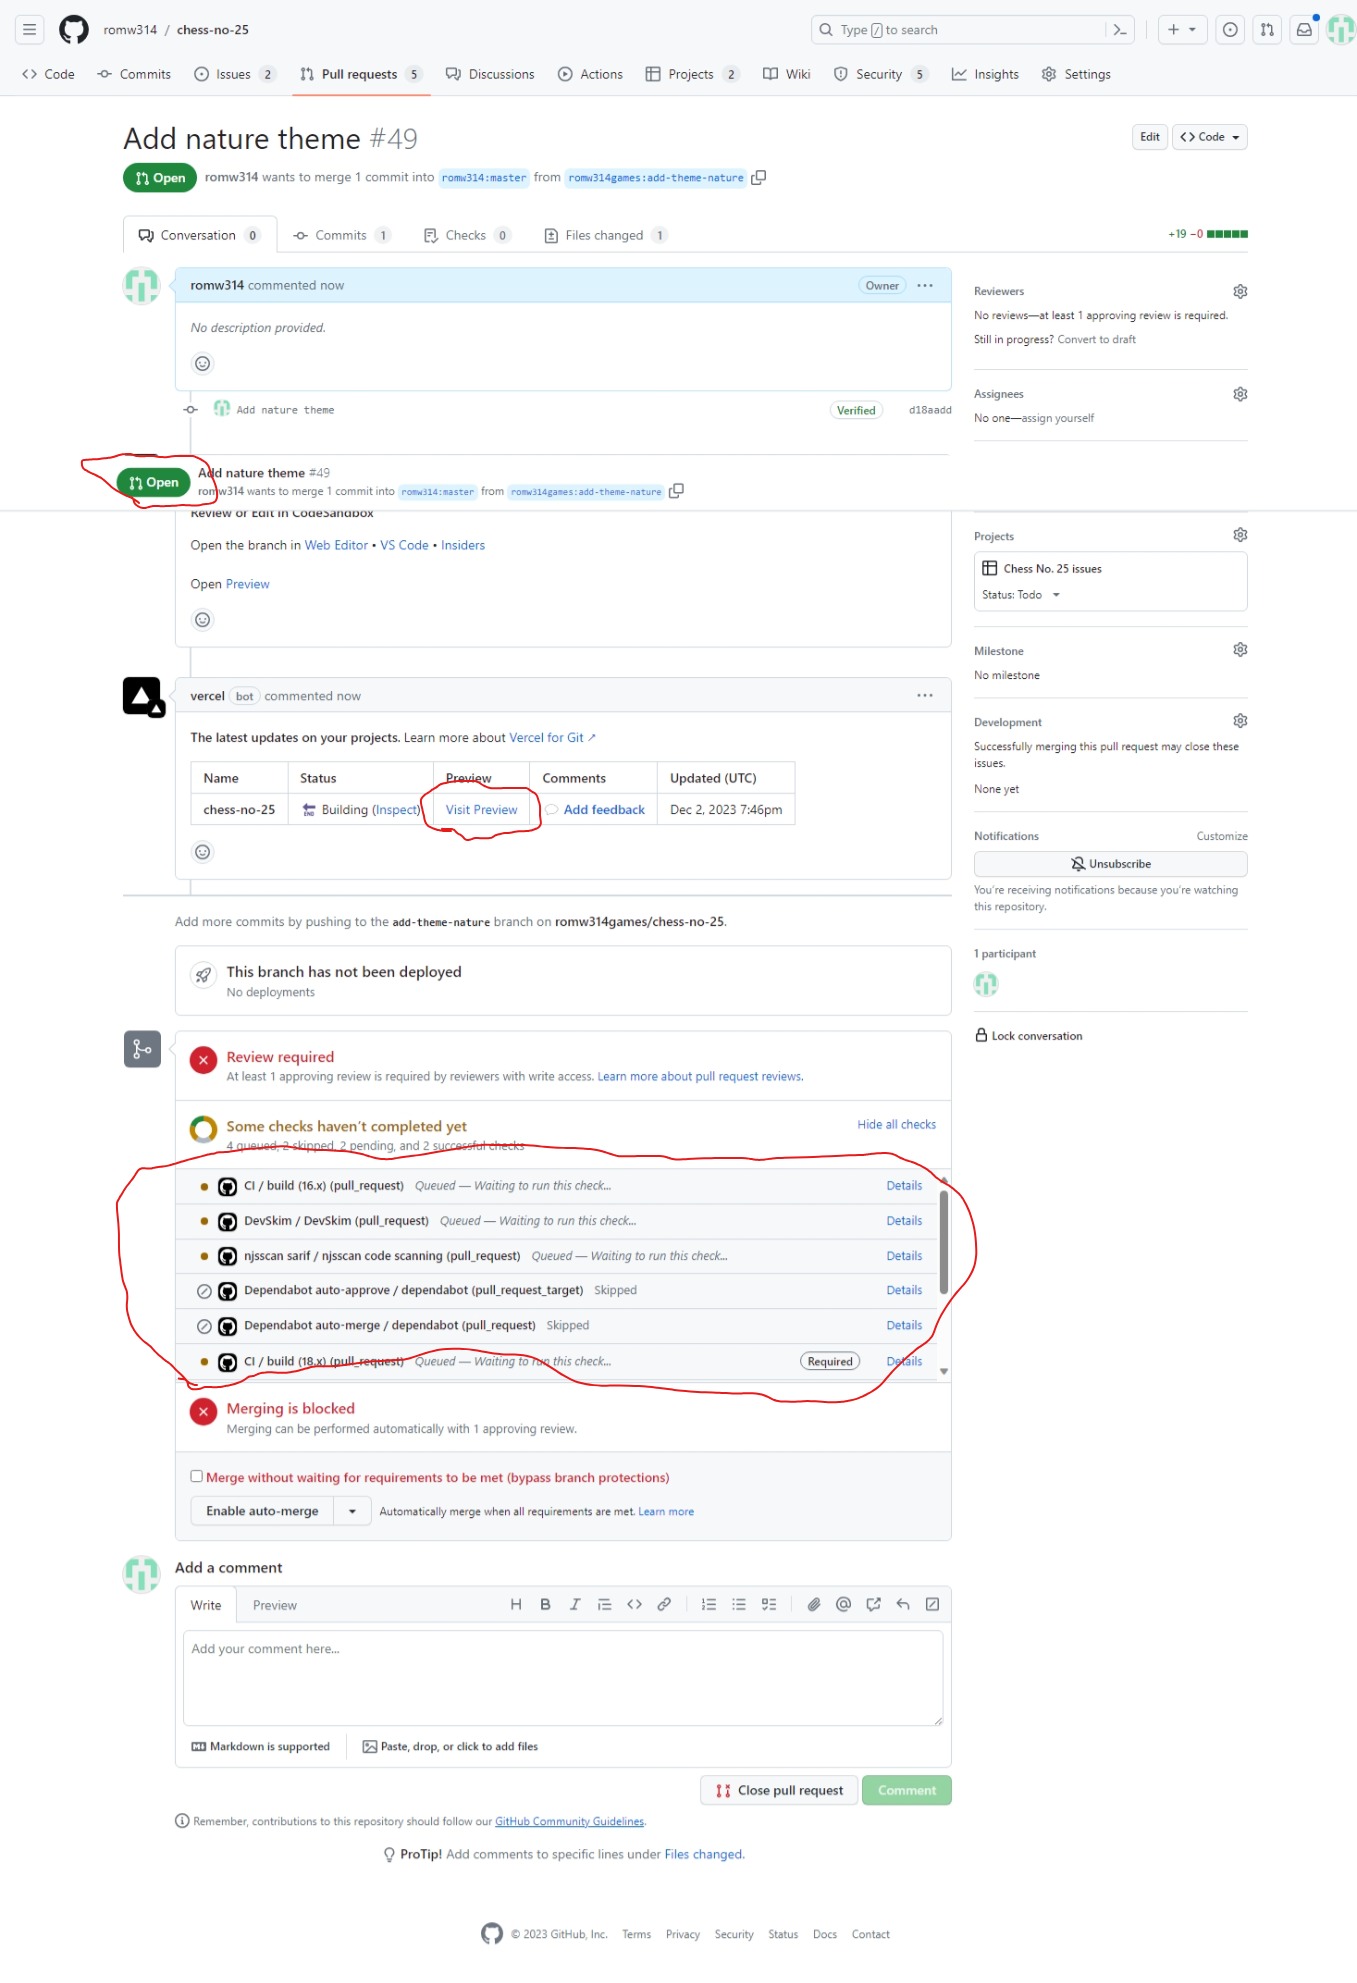 romw314 / chess-no-25
Type / to search
Code Commits Issues 2 Pull requests 5 Discussions Actions Projects 2 Wiki Security 5 Insights Settings
Add nature theme #49
Edit <> Code
Open romw314 wants to merge 1 commit into romw314:master from romw314games:add-theme-nature
Conversation 0 Commits 1 Checks 0 Files changed 1
+19 −0
romw314 commented now
Owner
No description provided.
Add nature theme
Verified d18aadd
Reviewers
No reviews—at least 1 approving review is required.
Still in progress? Convert to draft
Assignees
No one—assign yourself
Open
Add nature theme #49
romw314 wants to merge 1 commit into romw314:master from romw314games:add-theme-nature
Review or Edit in CodeSandbox
Open the branch in Web Editor • VS Code • Insiders
Open Preview
Projects
Chess No. 25 issues
Status: Todo
Milestone
No milestone
vercel bot commented now
The latest updates on your projects. Learn more about Vercel for Git ↗
Name Status Preview Comments Updated (UTC)
chess-no-25 END Building (Inspect) Visit Preview Add feedback Dec 2, 2023 7:46pm
Development
Successfully merging this pull request may close these
issues.
None yet
Notifications Customize
Unsubscribe
You're receiving notifications because you're watching
this repository.
1 participant
Lock conversation
Add more commits by pushing to the add-theme-nature branch on romw314games/chess-no-25.
This branch has not been deployed
No deployments
Review required
At least 1 approving review is required by reviewers with write access. Learn more about pull request reviews.
Some checks haven't completed yet
Hide all checks
4 queued, 2 skipped, 2 pending, and 2 successful checks
CI / build (16.x) (pull_request) Queued — Waiting to run this check... Details
DevSkim / DevSkim (pull_request) Queued — Waiting to run this check... Details
njsscan sarif / njsscan code scanning (pull_request) Queued — Waiting to run this check... Details
Dependabot auto-approve / dependabot (pull_request_target) Skipped Details
Dependabot auto-merge / dependabot (pull_request) Skipped Details
CI / build (18.x) (pull_request) Queued — Waiting to run this check... Required Details
Merging is blocked
Merging can be performed automatically with 1 approving review.
Merge without waiting for requirements to be met (bypass branch protections)
Enable auto-merge Automatically merge when all requirements are met. Learn more
Add a comment
Write Preview
Add your comment here...
Markdown is supported
Paste, drop, or click to add files
Close pull request
Comment
Remember, contributions to this repository should follow our GitHub Community Guidelines.
ProTip! Add comments to specific lines under Files changed.
© 2023 GitHub, Inc. Terms Privacy Security Status Docs Contact